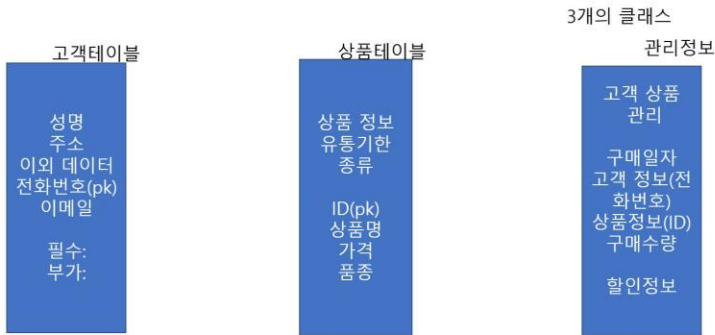 3개의 클래스
고객테이블
성명
주소
이외 데이터
전화번호(pk)
이메일
필수:
부가:
상품테이블
상품 정보
유통기한
종류
ID(pk)
상품명
가격
품종
관리정보
고객 상품
관리
구매일자
고객 정보(전
화번호)
상품정보(ID)
구매수량
할인정보